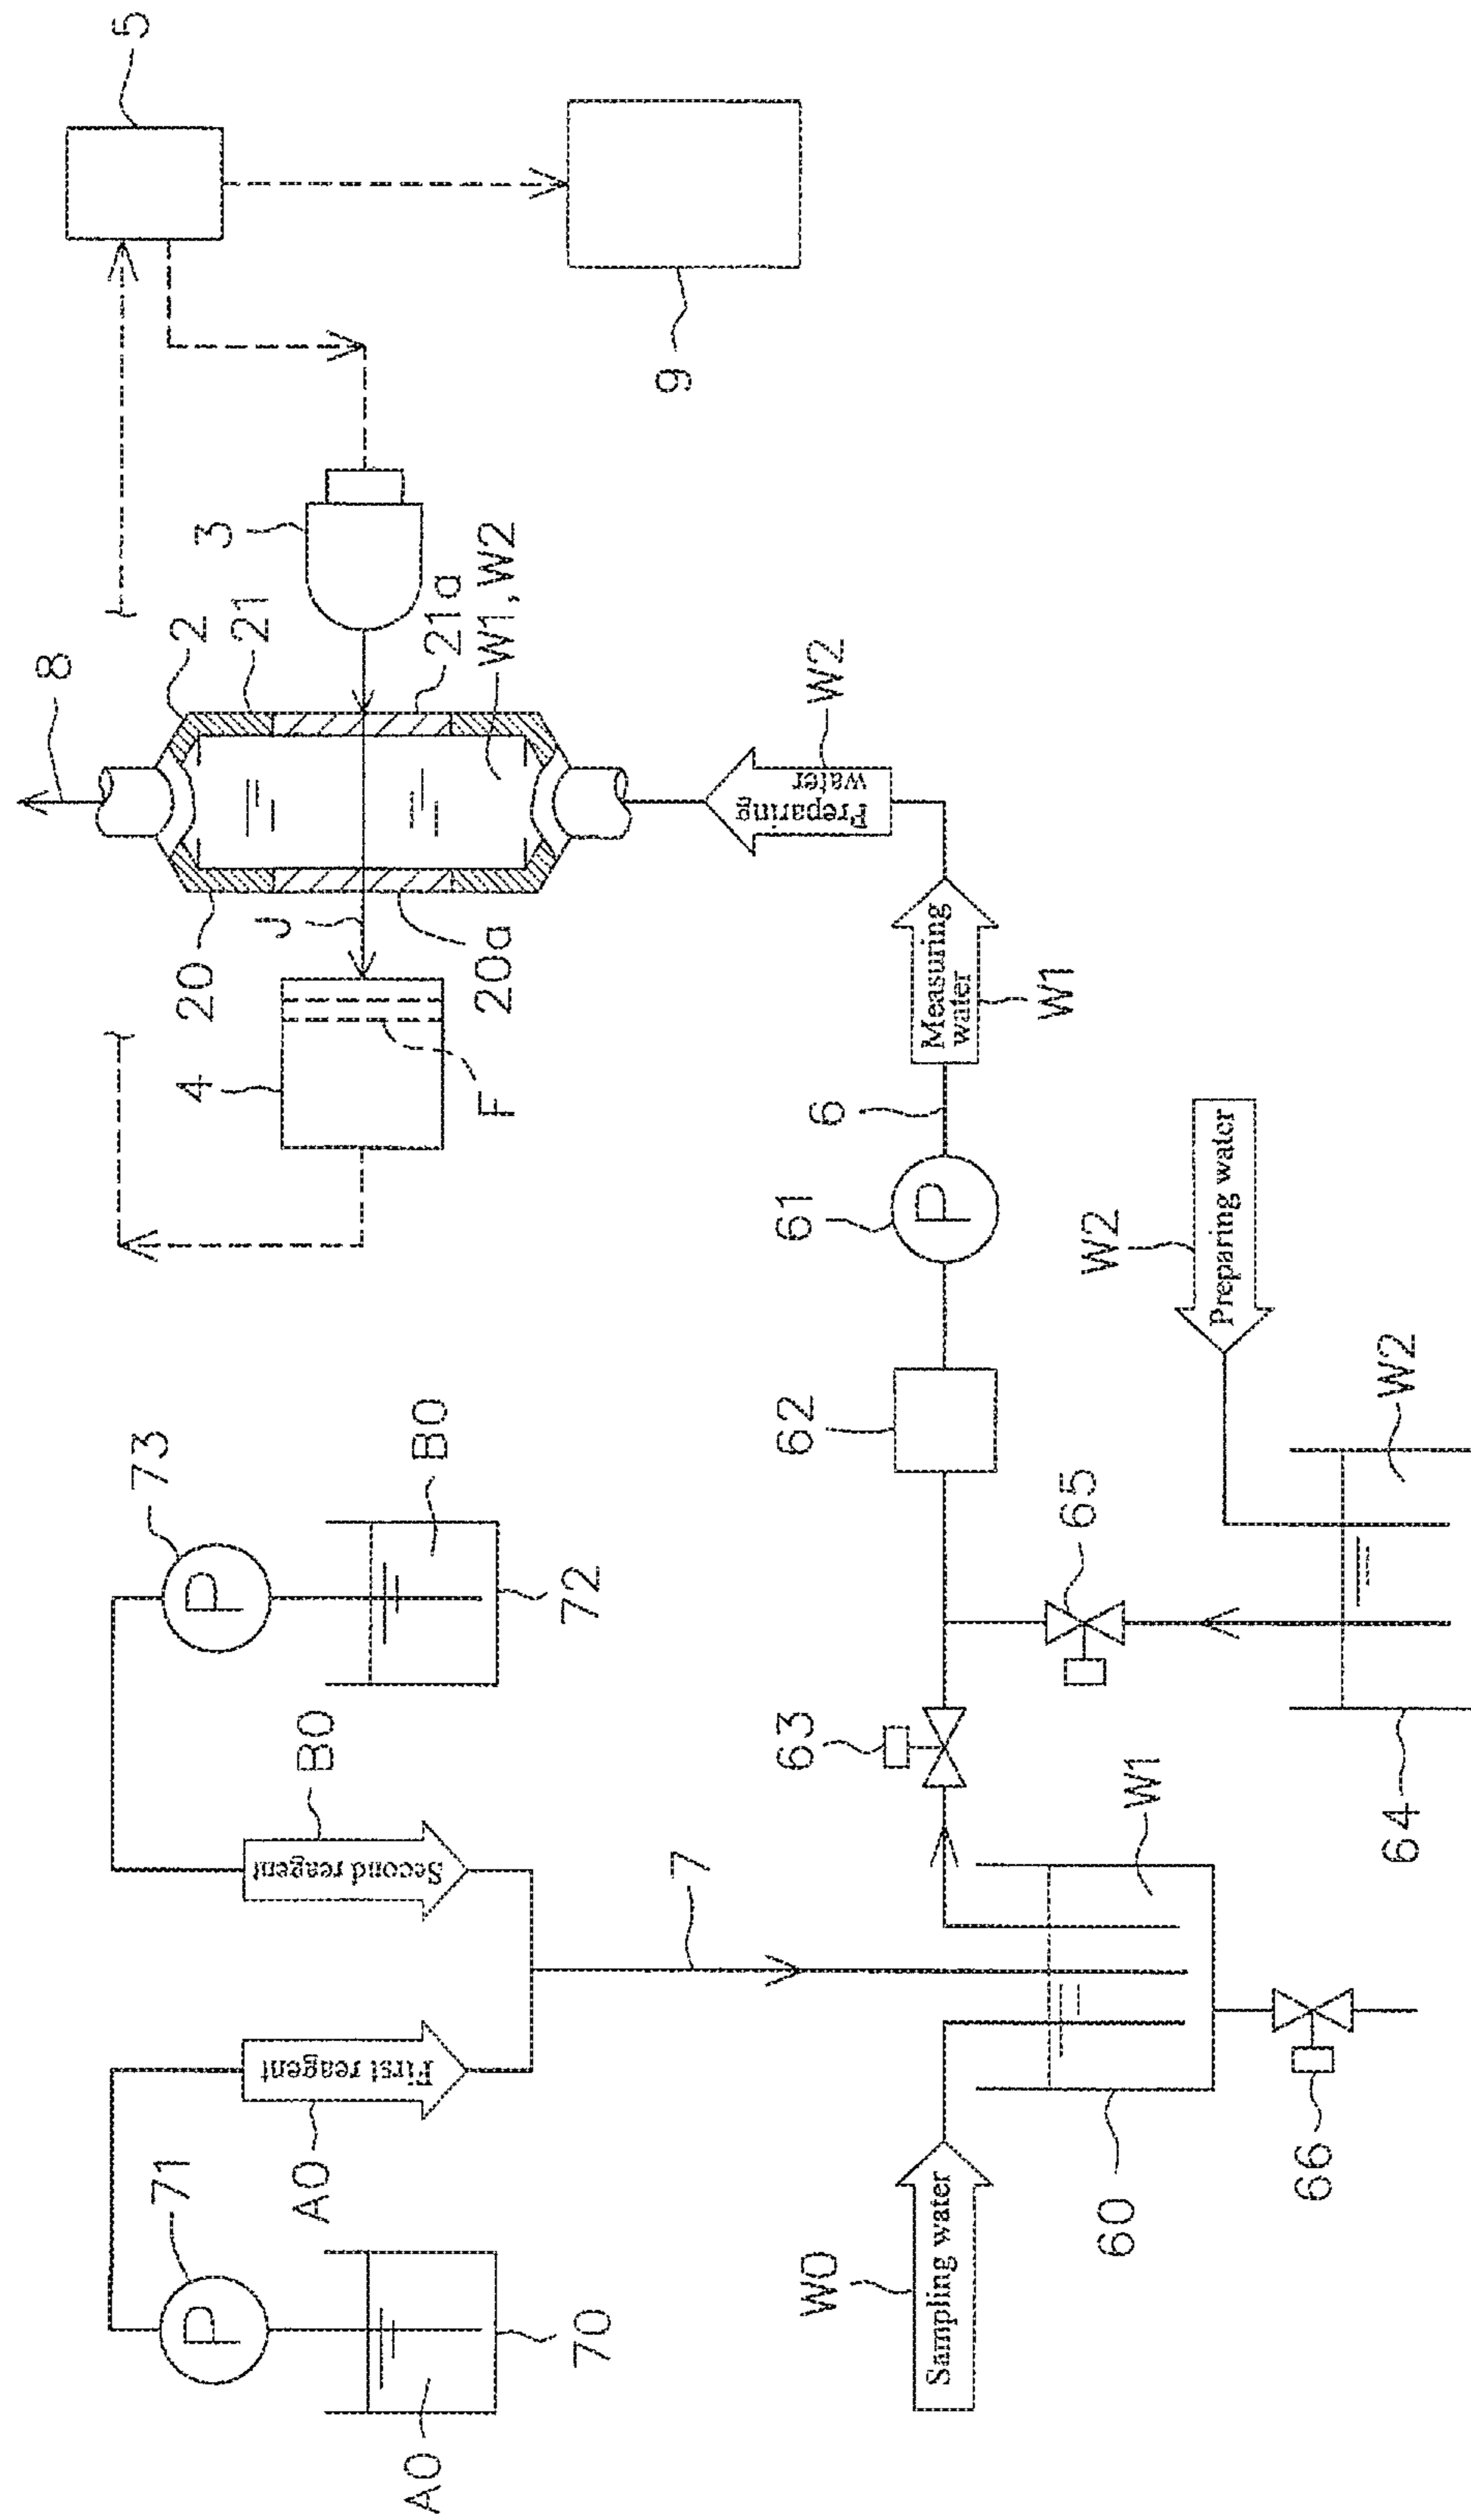 5
9
3
2
21
21a
W1,W2
8
W2
Preparing
water
20
J
20a
4
F
Measuring
water
W1
6
61
P
62
W2
Preparing water
W2
65
64
63
73
P
B0
72
B0
Second reagent
7
W1
60
66
First reagent
A0
71
P
A0
70
W0
Sampling water